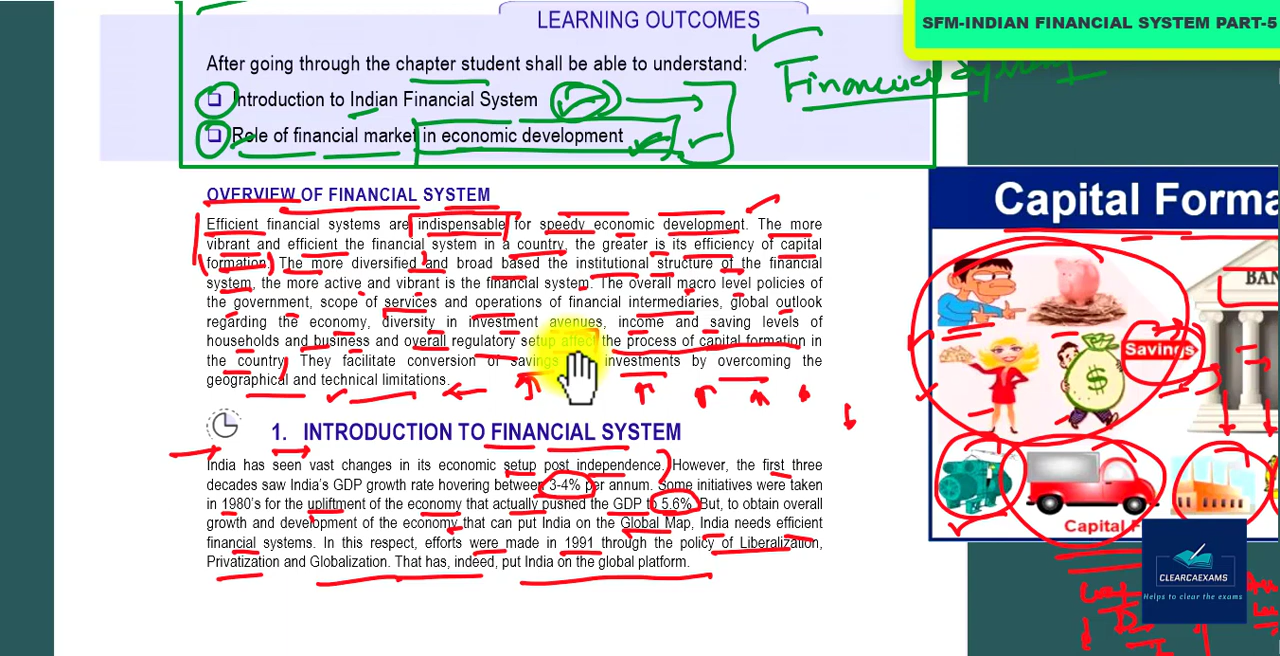 LEARNING OUTCOMES
SFM-INDIAN FINANCIAL SYSTEM PART-5
After going through the chapter student shall be able to understand:
Introduction to Indian Financial System
Role of financial market in economic development
Financial System
OVERVIEW OF FINANCIAL SYSTEM
Efficient financial systems are indispensable for speedy economic development. The more
vibrant and efficient the financial system in a country, the greater is its efficiency of capital
formation. The more diversified and broad based the institutional structure of the financial
system, the more active and vibrant is the financial system. The overall macro level policies of
the government, scope of services and operations of financial intermediaries, global outlook
regarding the economy, diversity in investment avenues, income and saving levels of
households and business and overall regulatory setup affect the process of capital formation in
the country. They facilitate conversion of savings investments by overcoming the
geographical and technical limitations.
1. INTRODUCTION TO FINANCIAL SYSTEM
India has seen vast changes in its economic setup post independence. However, the first three
decades saw India's GDP growth rate hovering between 3-4% per annum. Some initiatives were taken
in 1980's for the upliftment of the economy that actually pushed the GDP to 5.6%. But, to obtain overall
growth and development of the economy that can put India on the Global Map, India needs efficient
financial systems. In this respect, efforts were made in 1991 through the policy of Liberalization,
Privatization and Globalization. That has, indeed, put India on the global platform.
Capital Forma
BAN
Savings
$
Capital F
CLEARCAEXAMS
Helps to clear the exams